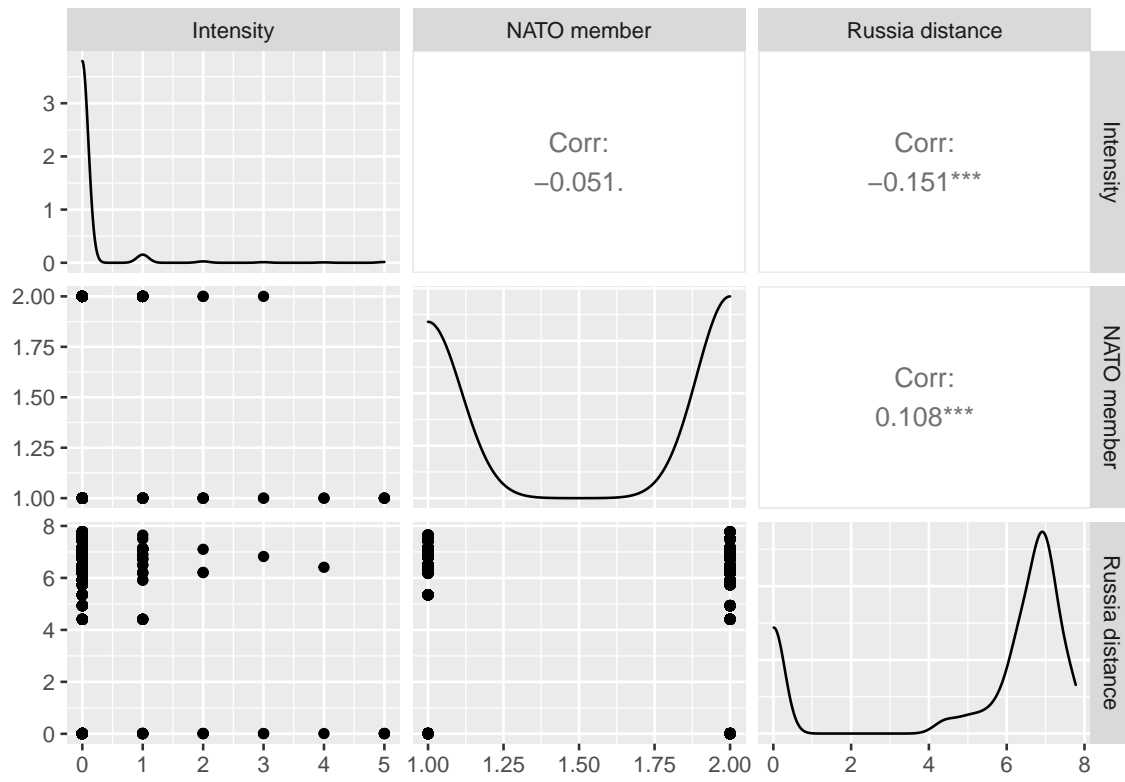 Intensity
NATO member
Russia distance
3
2
1
0
Corr:
−0.051.
Corr:
−0.151***
Intensity
2.00
1.75
1.50
1.25
1.00
Corr:
0.108***
NATO member
8
6
4
2
0
Russia distance
0 1 2 3 4 5
1.00 1.25 1.50 1.75 2.00
0 2 4 6 8